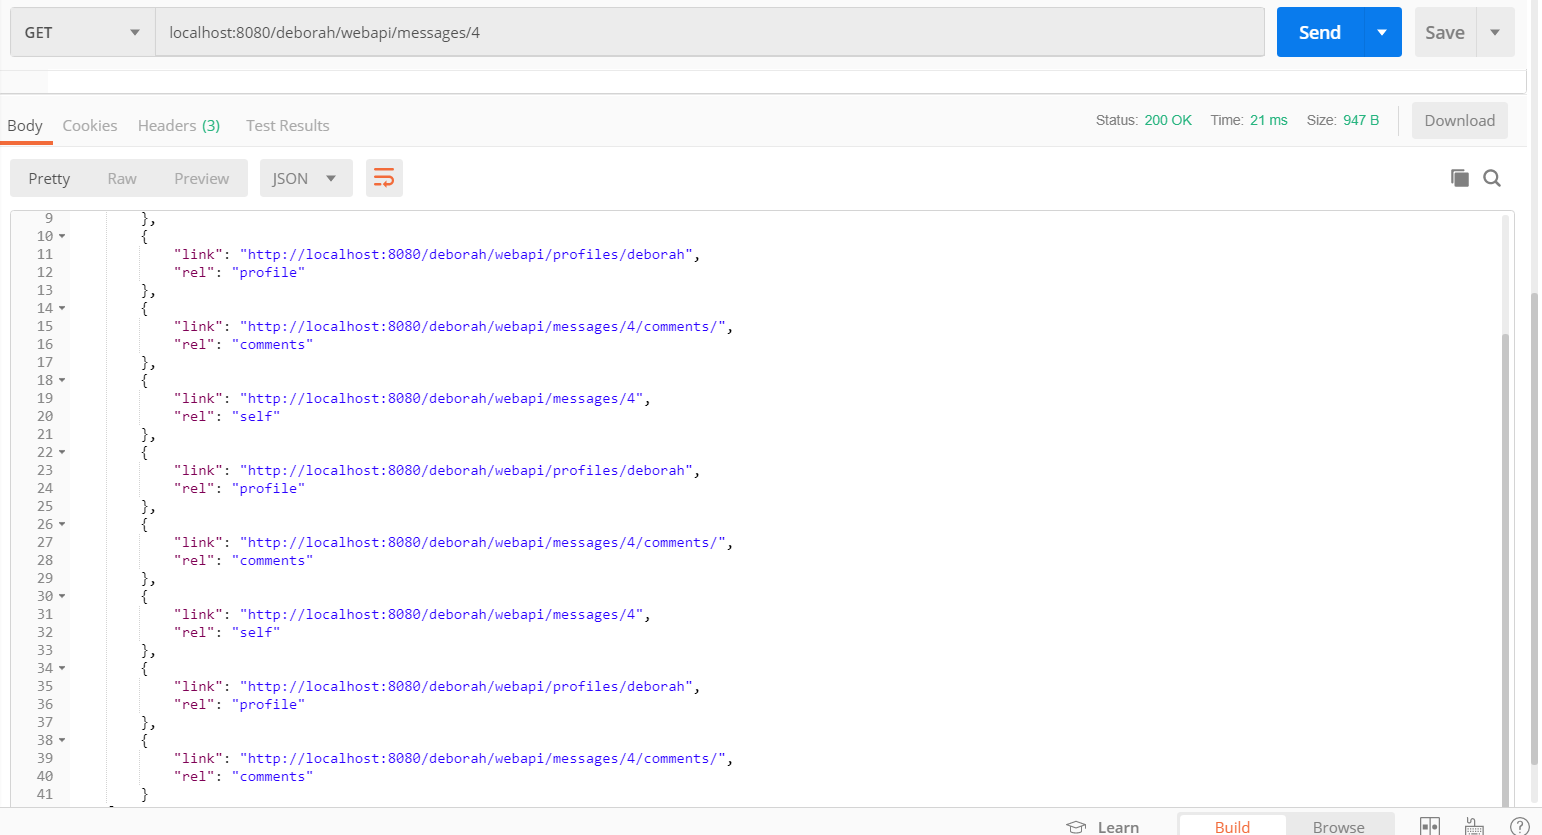 GET localhost:8080/deborah/webapi/messages/4 Send Save
Body Cookies Headers (3) Test Results Status: 200 OK Time: 21 ms Size: 947 B Download
Pretty Raw Preview JSON
9 },
10 {
11 "link": "http://localhost:8080/deborah/webapi/profiles/deborah",
12 "rel": "profile"
13 },
14 {
15 "link": "http://localhost:8080/deborah/webapi/messages/4/comments/",
16 "rel": "comments"
17 },
18 {
19 "link": "http://localhost:8080/deborah/webapi/messages/4",
20 "rel": "self"
21 },
22 {
23 "link": "http://localhost:8080/deborah/webapi/profiles/deborah",
24 "rel": "profile"
25 },
26 {
27 "link": "http://localhost:8080/deborah/webapi/messages/4/comments/",
28 "rel": "comments"
29 },
30 {
31 "link": "http://localhost:8080/deborah/webapi/messages/4",
32 "rel": "self"
33 },
34 {
35 "link": "http://localhost:8080/deborah/webapi/profiles/deborah",
36 "rel": "profile"
37 },
38 {
39 "link": "http://localhost:8080/deborah/webapi/messages/4/comments/",
40 "rel": "comments"
41 }
Learn Build Browse